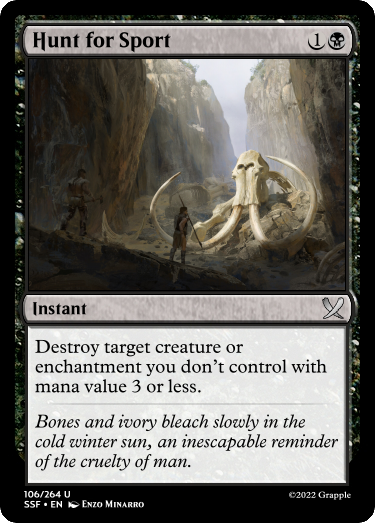 Hunt for Sport 1
Instant
Destroy target creature or
enchantment you don't control with
mana value 3 or less.
Bones and ivory bleach slowly in the
cold winter sun, an inescapable reminder
of the cruelty of man.
106/264 U
SSF • EN Enzo Minarro
©2022 Grapple